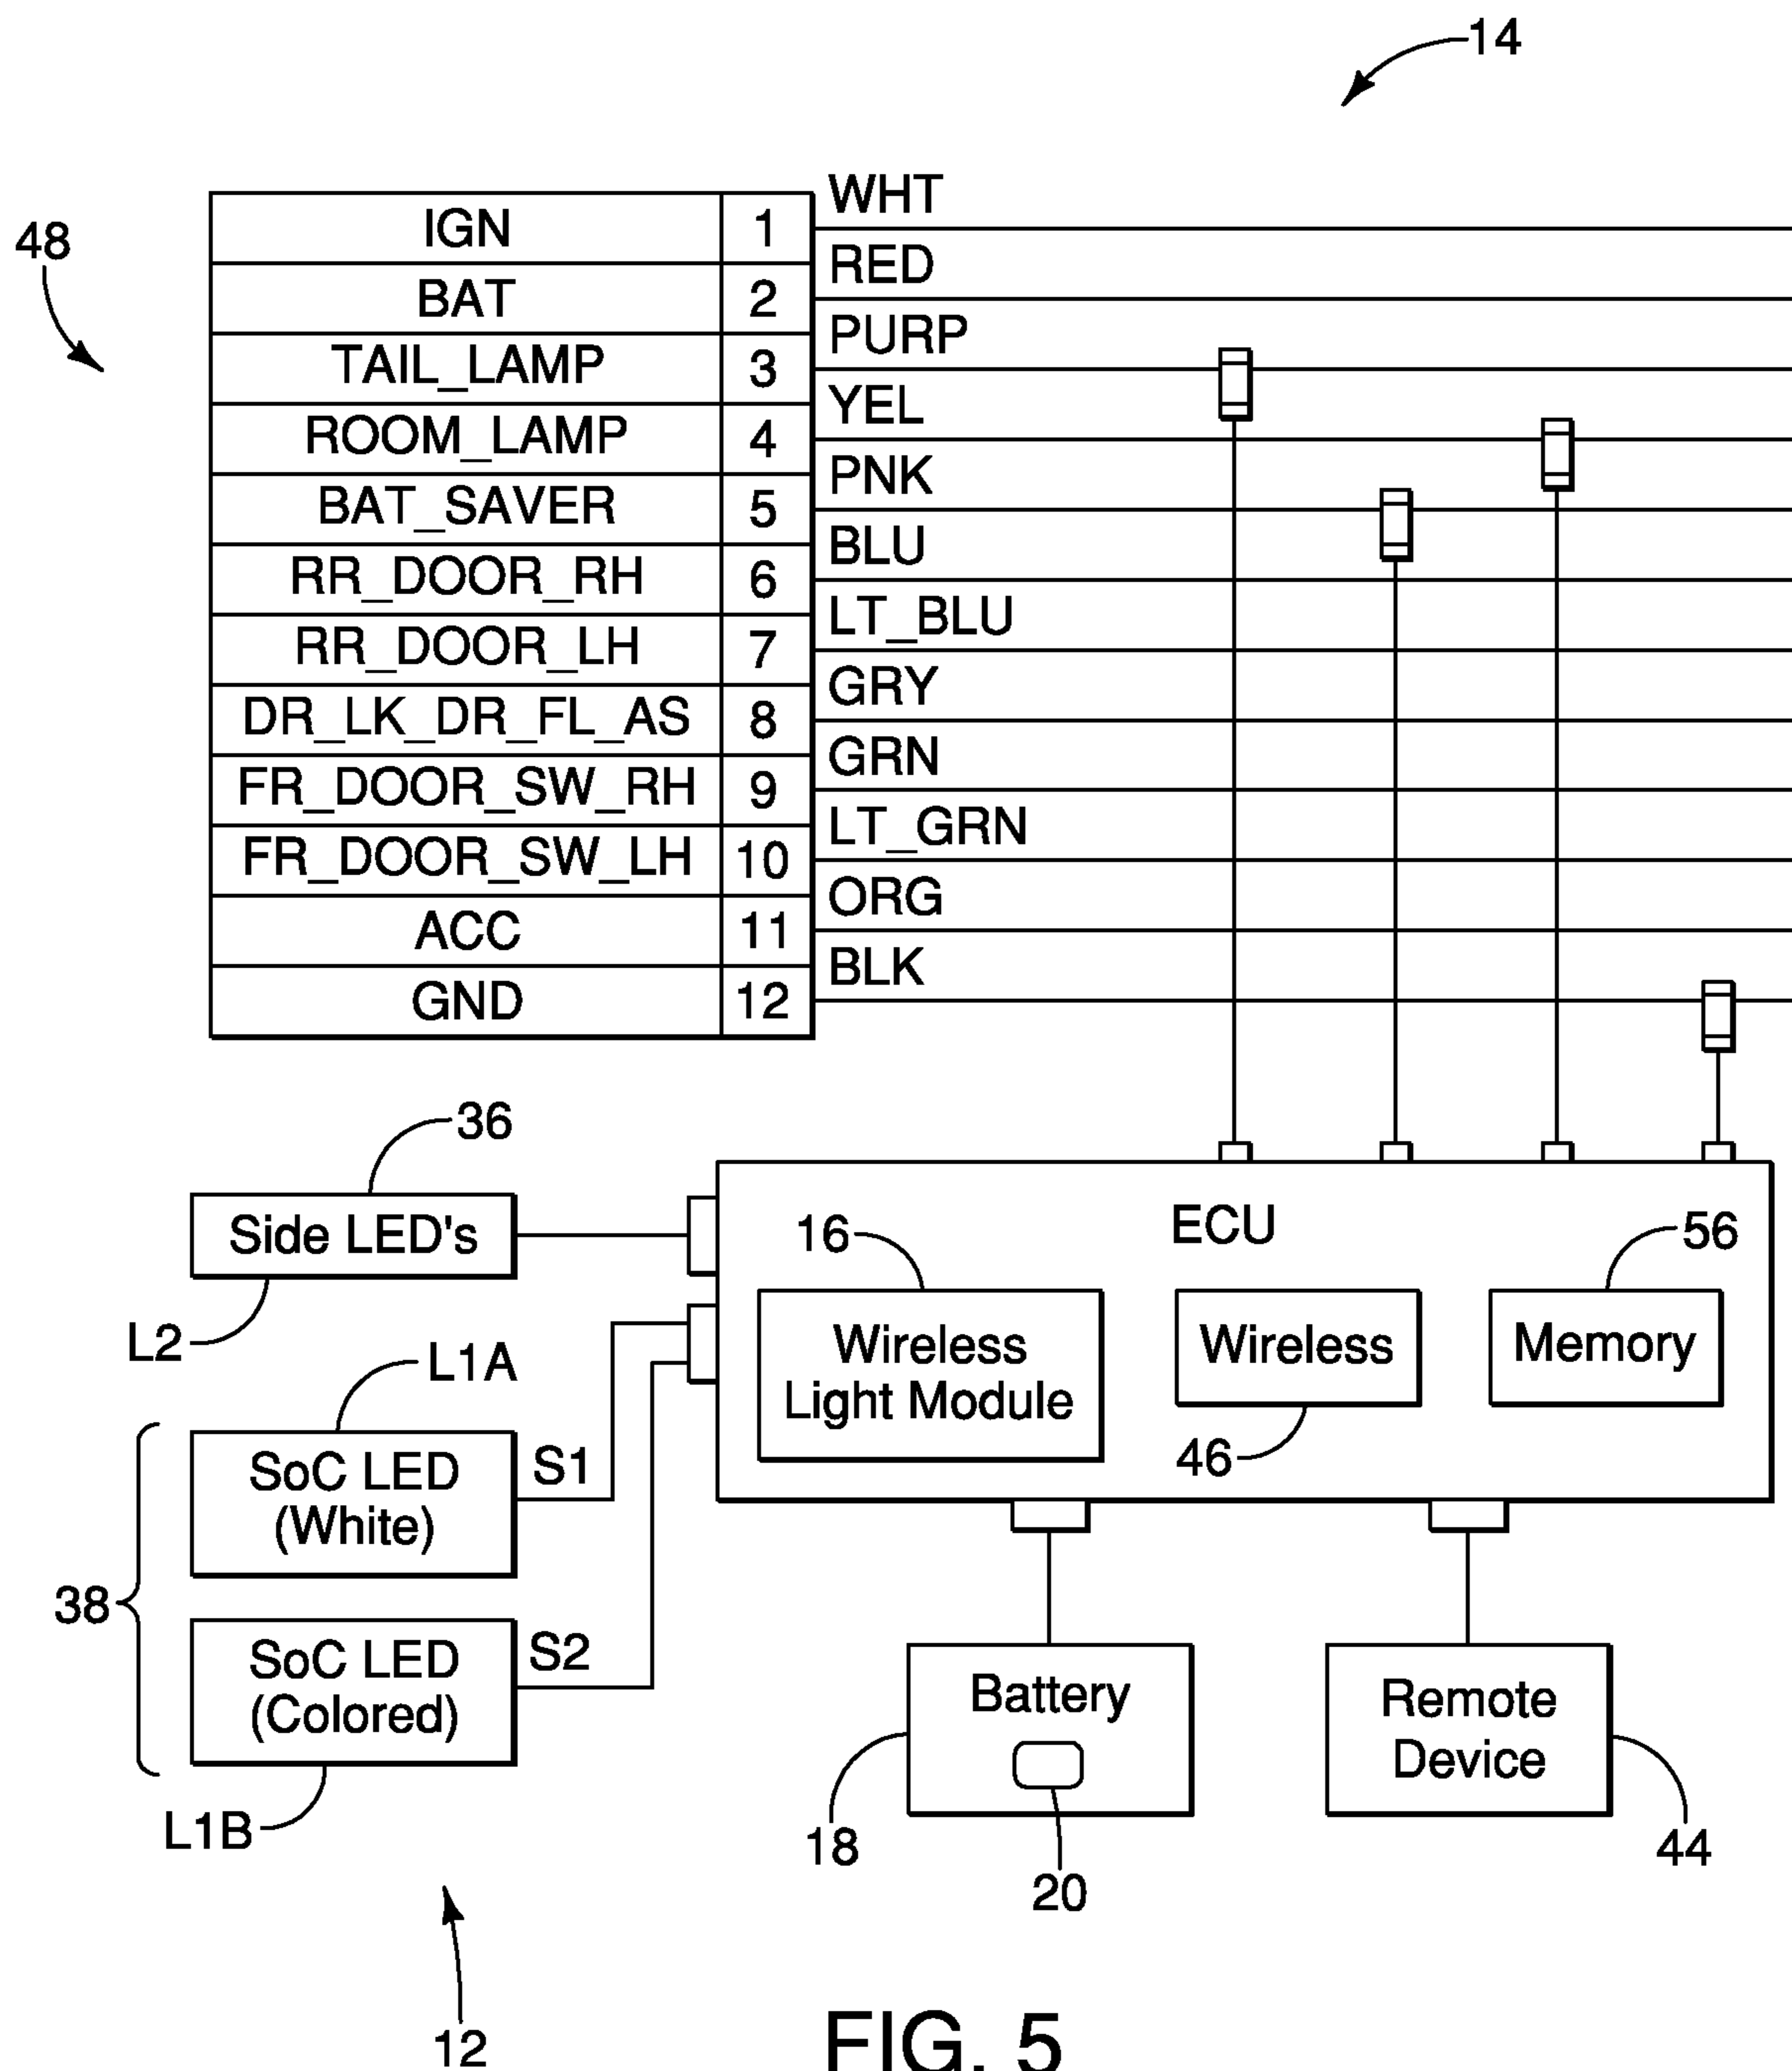 14
48
IGN 1 WHT
BAT 2 RED
TAIL_LAMP 3 PURP
ROOM_LAMP 4 YEL
BAT_SAVER 5 PNK
RR_DOOR_RH 6 BLU
RR_DOOR_LH 7 LT_BLU
DR_LK_DR_FL_AS 8 GRY
FR_DOOR_SW_RH 9 GRN
FR_DOOR_SW_LH 10 LT_GRN
ACC 11 ORG
GND 12 BLK
36
Side LED's
L2
L1A
SoC LED
(White)
S1
38
SoC LED
(Colored)
S2
L1B
12
ECU
16
Wireless
Light Module
Wireless
46
56
Memory
Battery
18
20
Remote
Device
44
FIG. 5